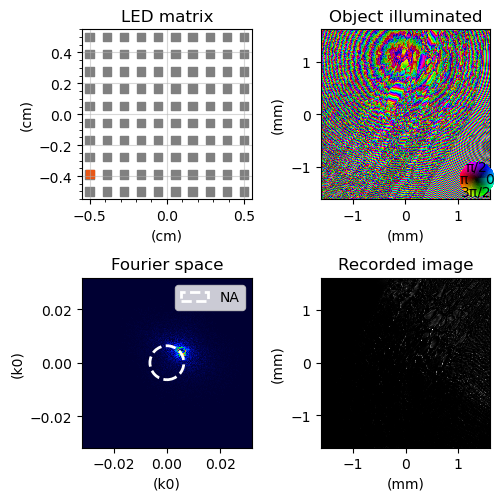 LED matrix
Object illuminated
0.4
0.2
0.0
−0.2
−0.4
(cm)
−0.5
0.0
0.5
(cm)
1
0
−1
(mm)
π/2
π
0
3π/2
−1
0
1
(mm)
Fourier space
Recorded image
NA
0.02
0.00
−0.02
(k0)
−0.02
0.00
0.02
(k0)
1
0
−1
(mm)
−1
0
1
(mm)